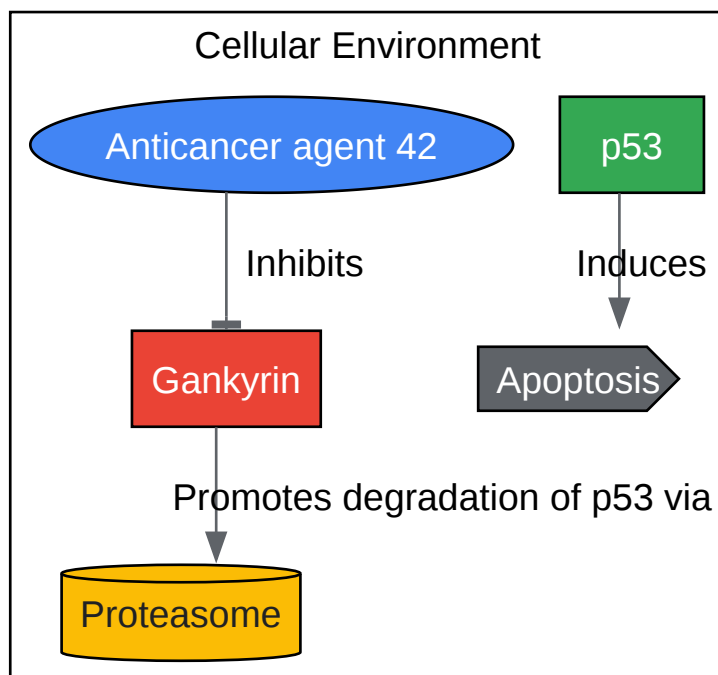 Cellular Environment
Anticancer agent 42
p53
Inhibits
Induces
Gankyrin
Apoptosis
Promotes degradation of p53 via
Proteasome